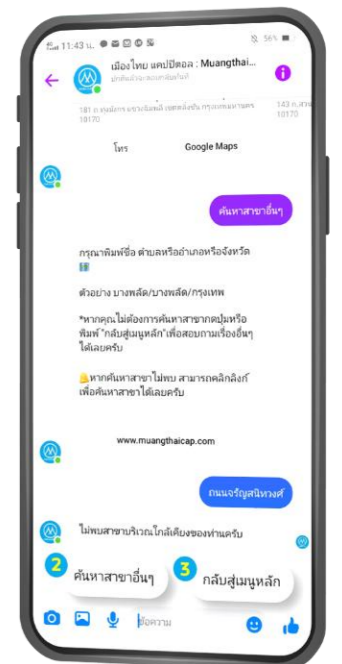 11:43 น.
56%
เมืองไทย แคปปิตอล : Muangthai...
10170
143
10170
โทร
Google Maps
ค้นหาสาขาอื่นๆ
กรุณาพิมพ์ชื่อ ตำบลหรืออำเภอหรือจังหวัด
ตัวอย่าง บางพลัด/บางพลัด/กรุงเทพ
*หากคุณไม่ต้องการค้นหาสาขากดปุ่มหรือ
พิมพ์ "กลับสู่เมนูหลัก"เพื่อสอบถามเรื่องอื่นๆ
ได้เลยครับ
หากค้นหาสาขาไม่พบ สามารถคลิกลิงก์
เพื่อค้นหาสาขาได้เลยครับ
www.muangthaicap.com
ถนนจรัญสนิทวงศ์
ไม่พบสาขาบริเวณใกล้เคียงของท่านครับ
2 ค้นหาสาขาอื่นๆ
3 กลับสู่เมนูหลัก
ข้อความ